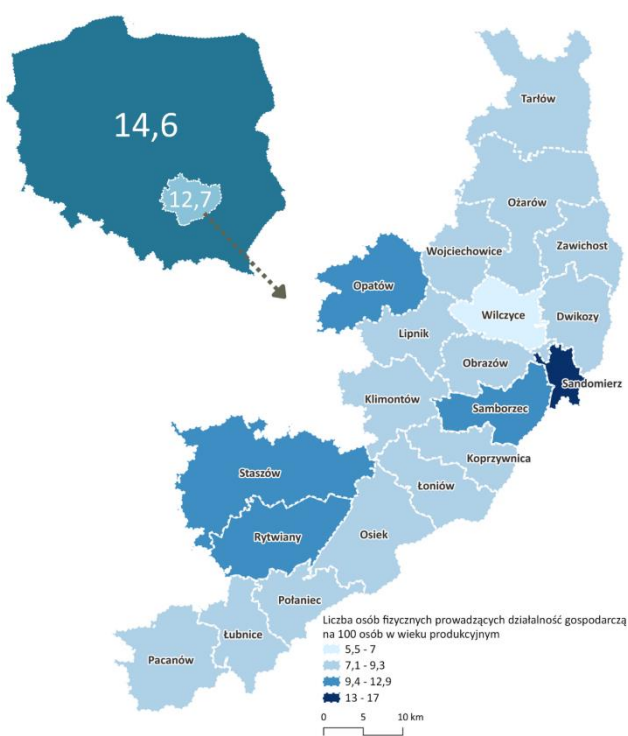 14,6
12,7
Tarłów
Ożarów
Wojciechowice
Zawichost
Opatów
Wilczyce
Dwikozy
Lipnik
Obrazów
Sandomierz
Klimontów
Samborzec
Koprzywnica
Staszów
Łoniów
Rytwiany
Osiek
Połaniec
Łubnice
Pacanów
Liczba osób fizycznych prowadzących działalność gospodarczą
na 100 osób w wieku produkcyjnym
5,5 - 7
7,1 - 9,3
9,4 - 12,9
13 - 17
0 5 10 km